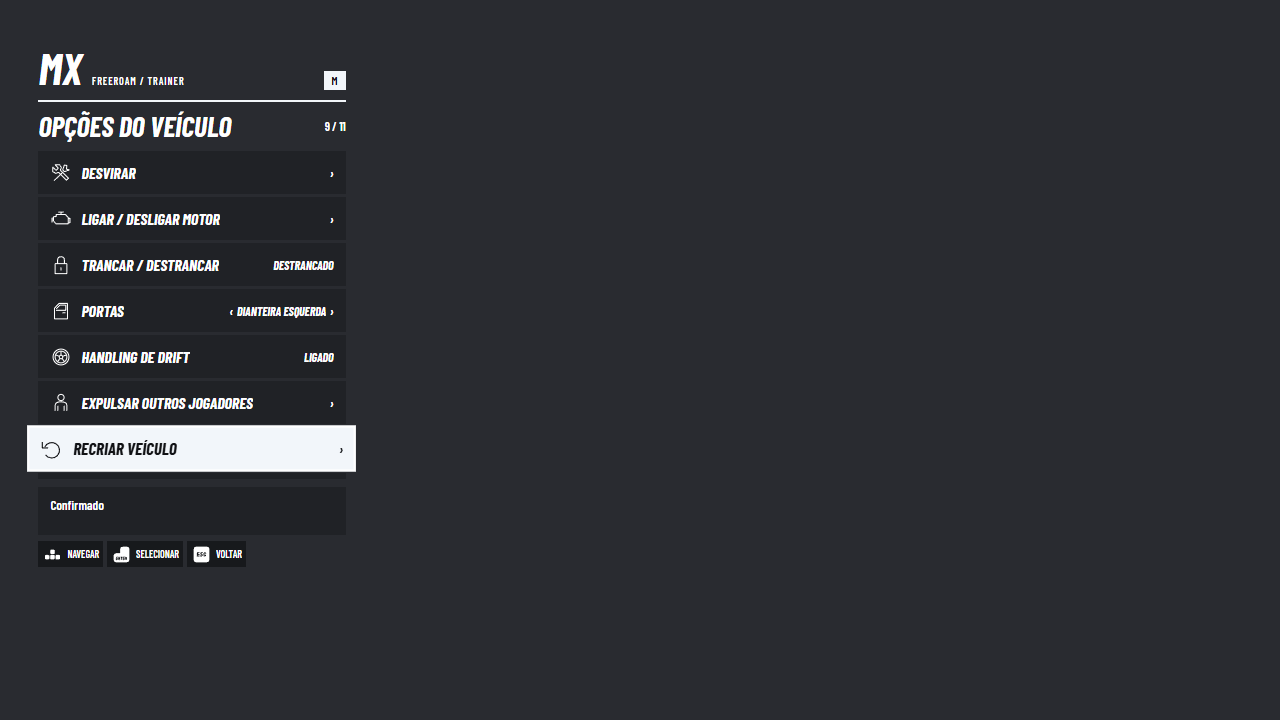 MX FREEROAM / TRAINER M
OPÇÕES DO VEÍCULO 9 / 11
DESVIRAR ›
LIGAR / DESLIGAR MOTOR ›
TRANCAR / DESTRANCAR DESTRANCADO
PORTAS ‹ DIANTEIRA ESQUERDA ›
HANDLING DE DRIFT LIGADO
EXPULSAR OUTROS JOGADORES ›
RECRIAR VEÍCULO ›
Confirmado
NAVEGAR ENTER SELECIONAR ESC VOLTAR